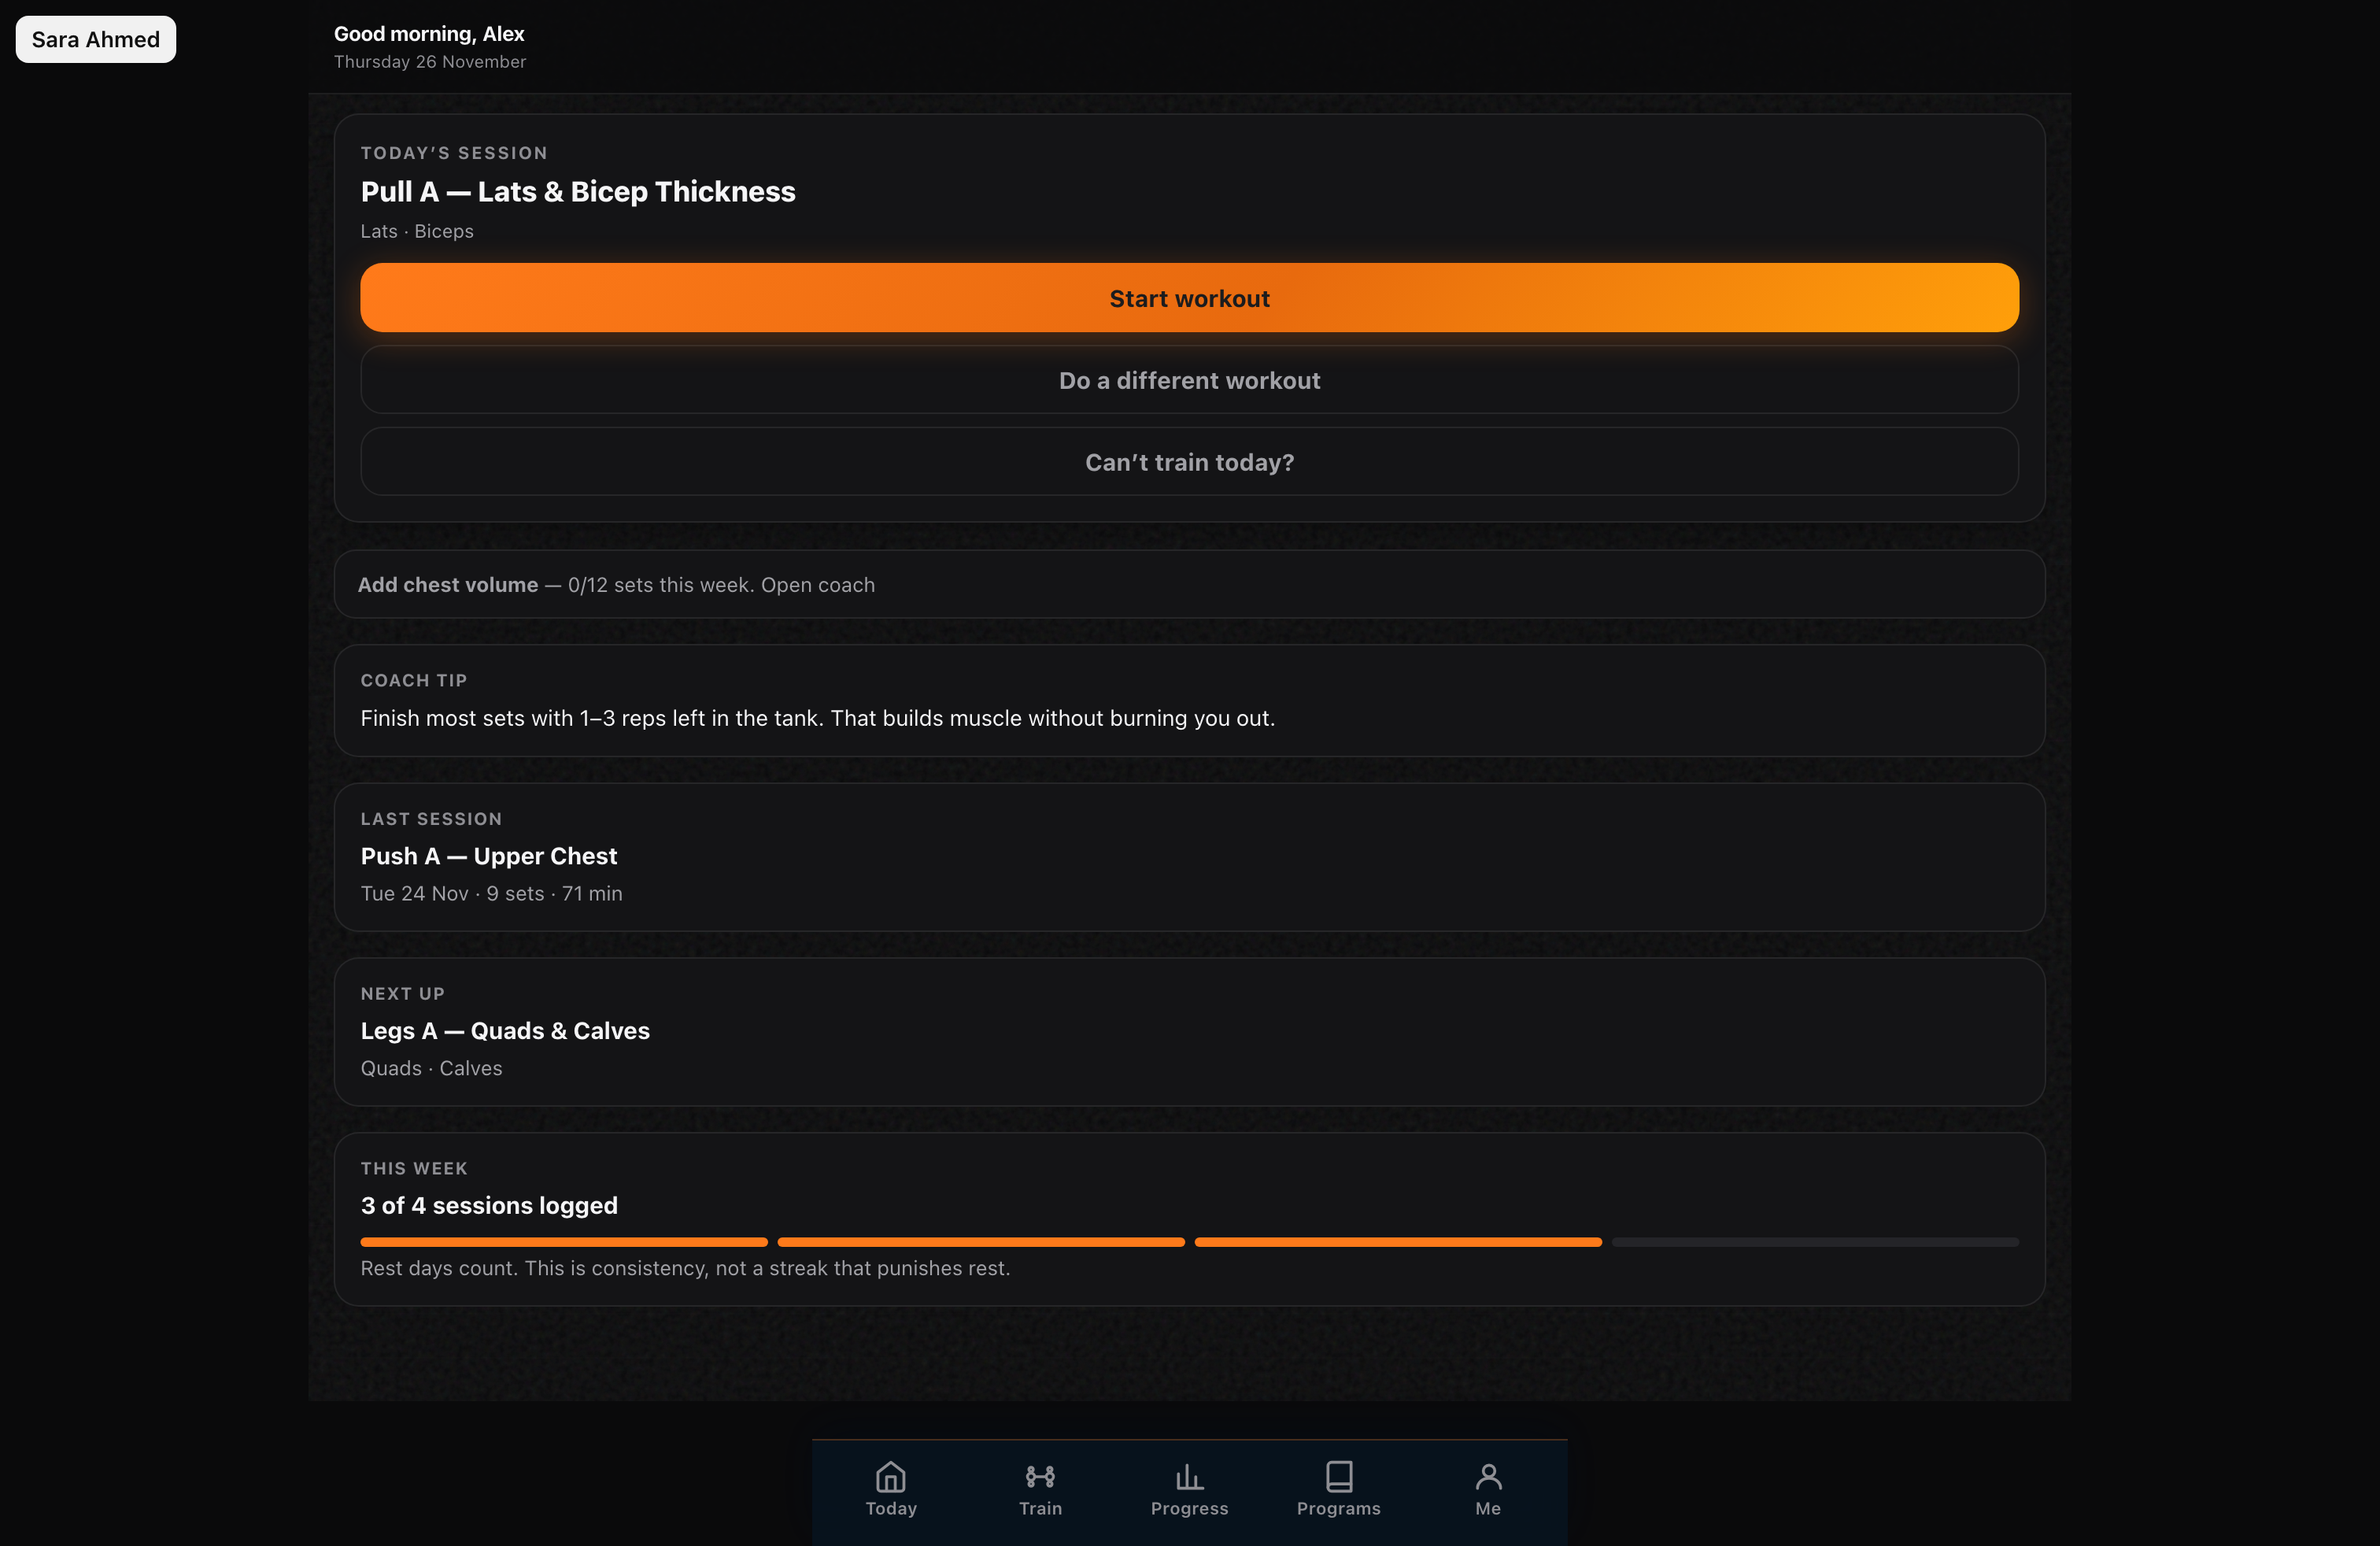 Sara Ahmed
Good morning, Alex
Thursday 26 November
TODAY’S SESSION
Pull A — Lats & Bicep Thickness
Lats · Biceps
Start workout
Do a different workout
Can’t train today?
Add chest volume — 0/12 sets this week. Open coach
COACH TIP
Finish most sets with 1–3 reps left in the tank. That builds muscle without burning you out.
LAST SESSION
Push A — Upper Chest
Tue 24 Nov · 9 sets · 71 min
NEXT UP
Legs A — Quads & Calves
Quads · Calves
THIS WEEK
3 of 4 sessions logged
Rest days count. This is consistency, not a streak that punishes rest.
Today
Train
Progress
Programs
Me